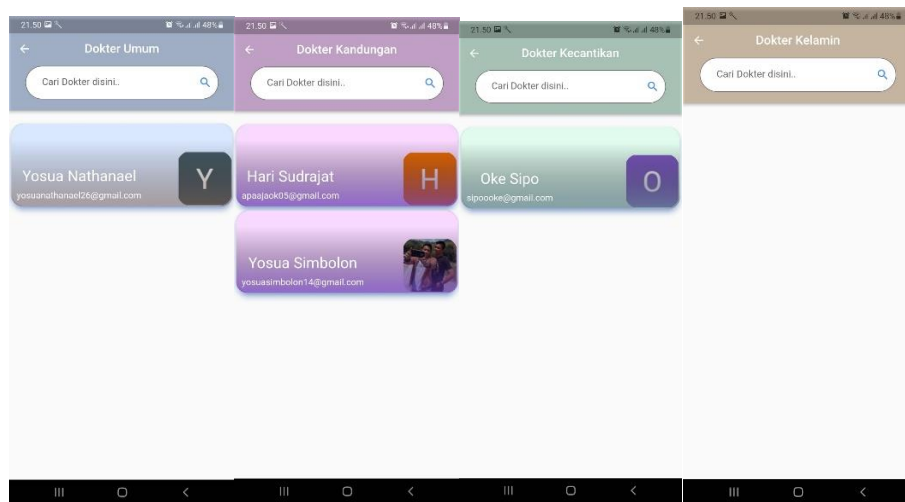 21.50 48%
Dokter Umum
Cari Dokter disini..
Yosua Nathanael
yosuanathanael26@gmail.com
Y
21.50 48%
Dokter Kandungan
Cari Dokter disini..
Hari Sudrajat
apaajaok05@gmail.com
H
Yosua Simbolon
yosuasimbolon14@gmail.com
21.50 48%
Dokter Kecantikan
Cari Dokter disini..
Oke Sipo
sipoooke@gmail.com
O
21.50 48%
Dokter Kelamin
Cari Dokter disini..